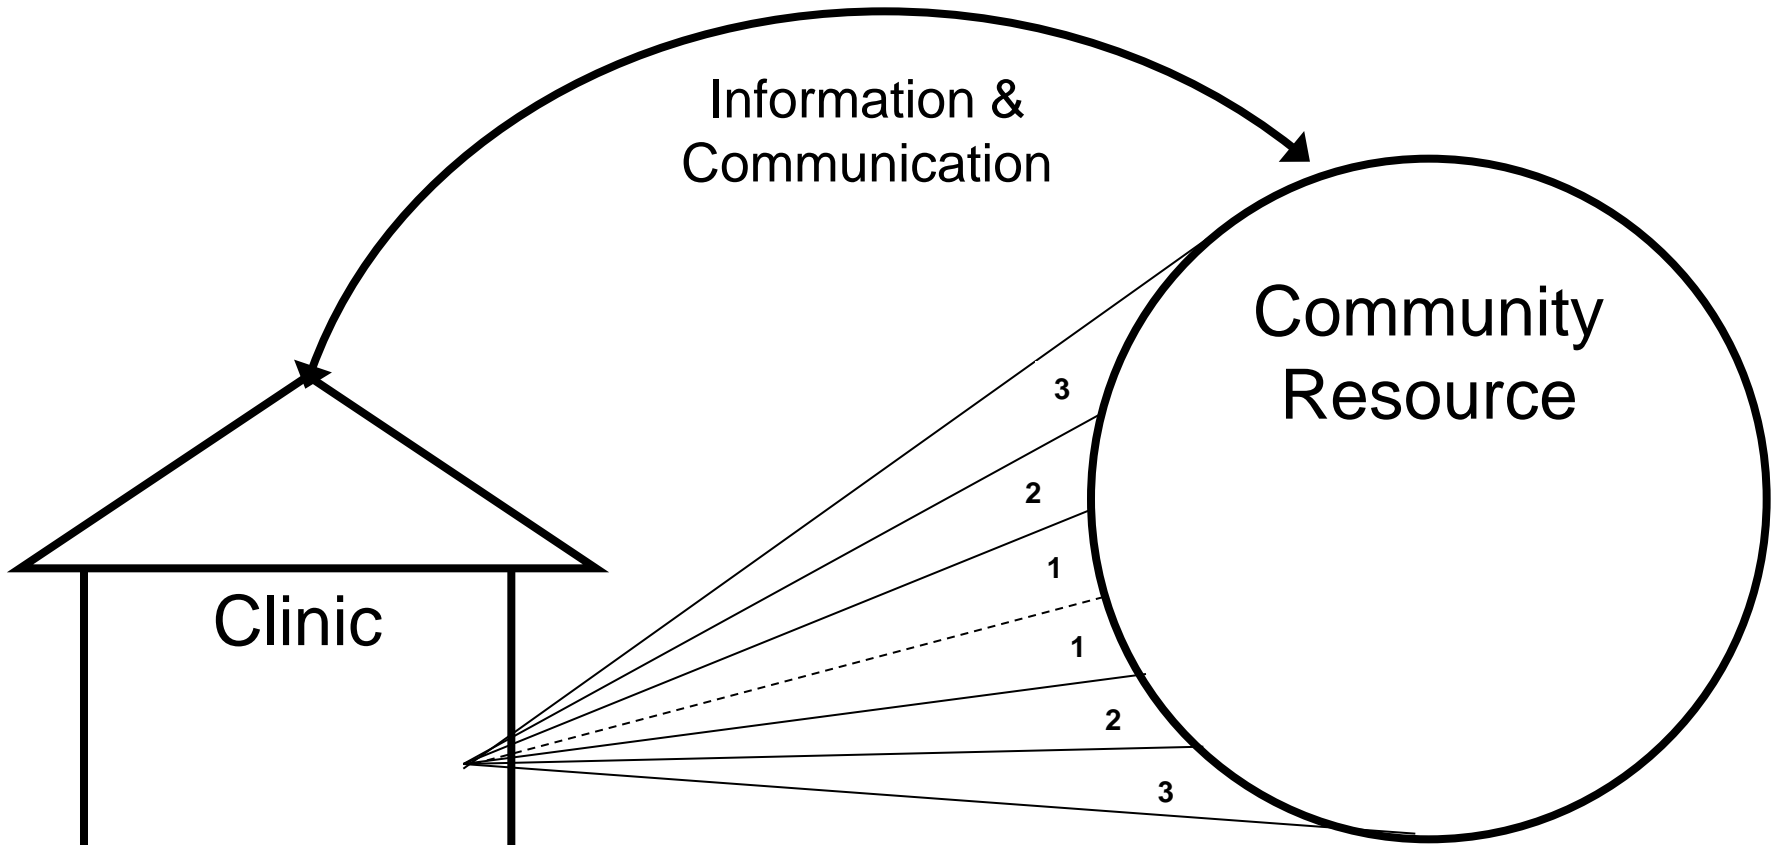 Information &
Communication
Community
Resource
3
2
1
Clinic
1
2
3